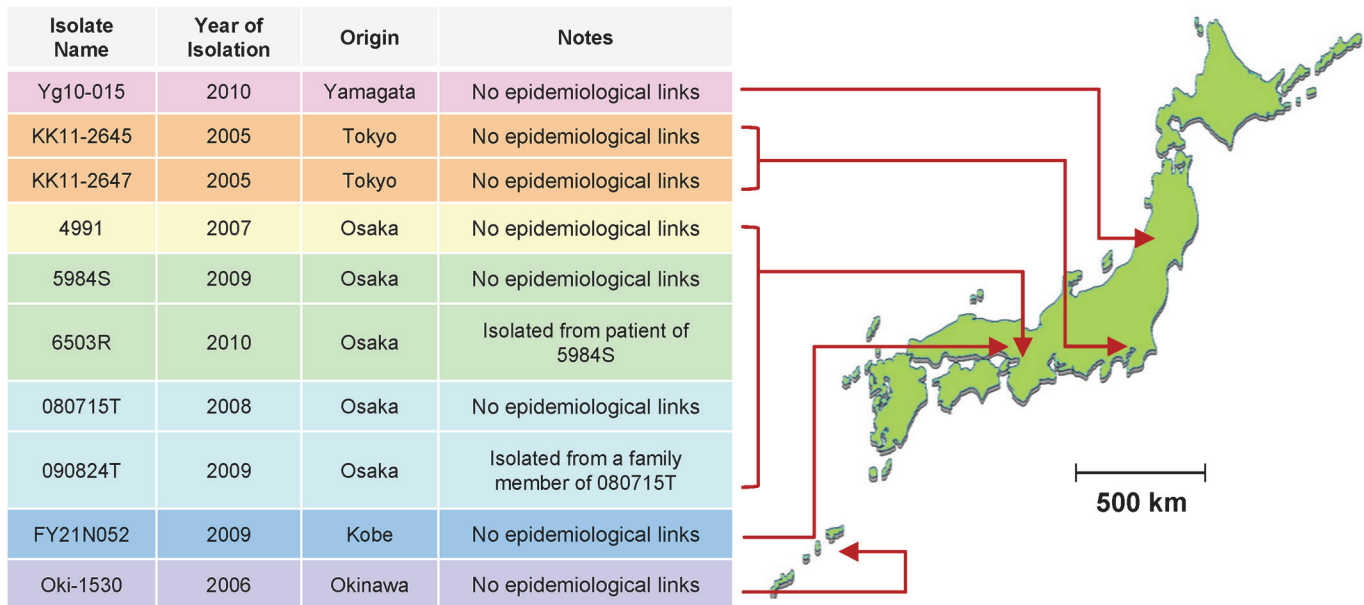 Isolate Name | Year of Isolation | Origin | Notes
Yg10-015 | 2010 | Yamagata | No epidemiological links
KK11-2645 | 2005 | Tokyo | No epidemiological links
KK11-2647 | 2005 | Tokyo | No epidemiological links
4991 | 2007 | Osaka | No epidemiological links
5984S | 2009 | Osaka | No epidemiological links
6503R | 2010 | Osaka | Isolated from patient of 5984S
080715T | 2008 | Osaka | No epidemiological links
090824T | 2009 | Osaka | Isolated from a family member of 080715T
FY21N052 | 2009 | Kobe | No epidemiological links
Oki-1530 | 2006 | Okinawa | No epidemiological links
500 km